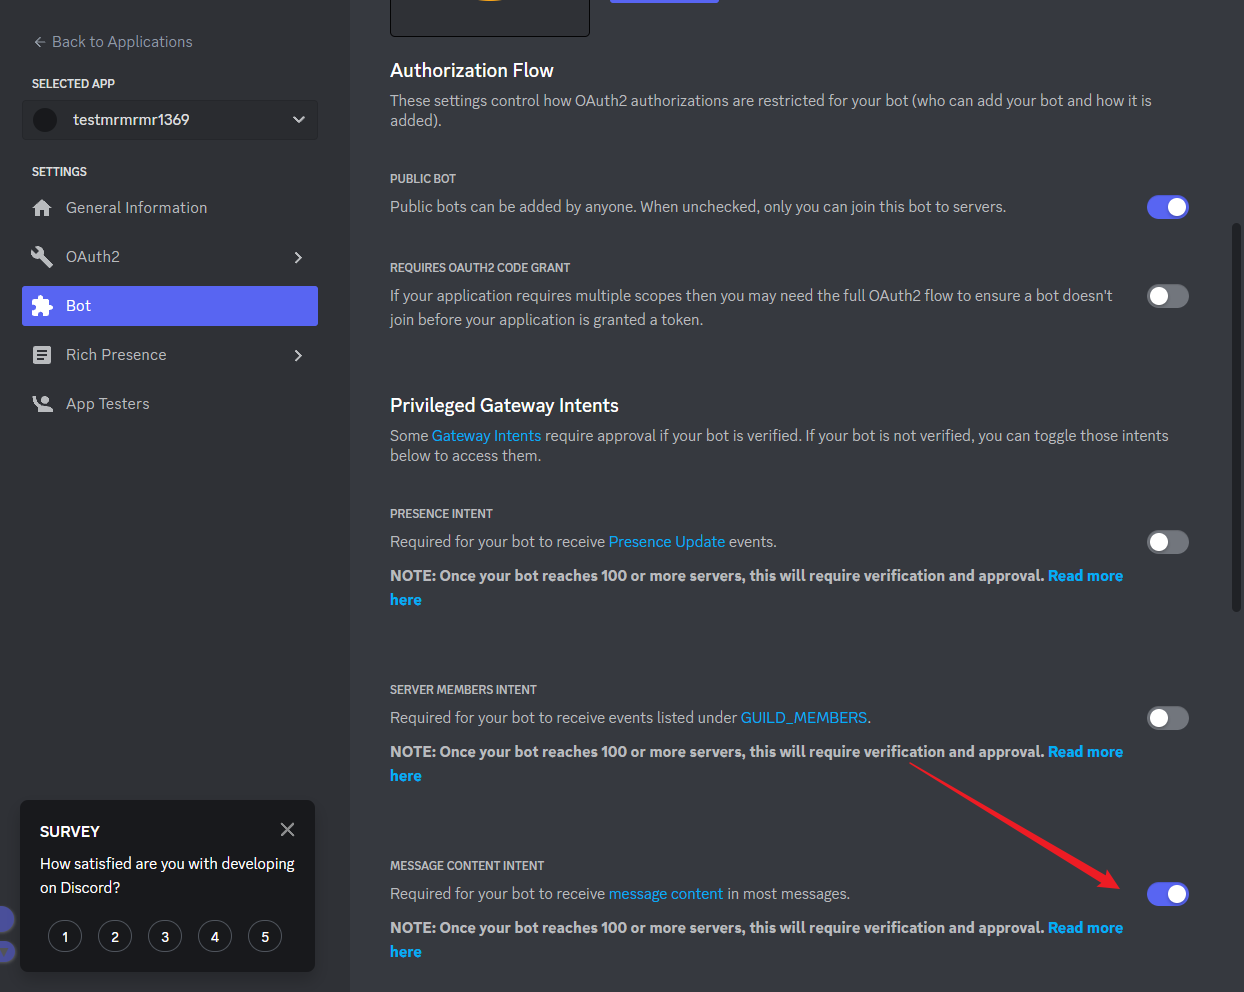 Back to Applications
SELECTED APP
testmrmrmr1369
SETTINGS
General Information
OAuth2
Bot
Rich Presence
App Testers
SURVEY
How satisfied are you with developing
on Discord?
1 2 3 4 5
Authorization Flow
These settings control how OAuth2 authorizations are restricted for your bot (who can add your bot and how it is
added).
PUBLIC BOT
Public bots can be added by anyone. When unchecked, only you can join this bot to servers.
REQUIRES OAUTH2 CODE GRANT
If your application requires multiple scopes then you may need the full OAuth2 flow to ensure a bot doesn't
join before your application is granted a token.
Privileged Gateway Intents
Some Gateway Intents require approval if your bot is verified. If your bot is not verified, you can toggle those intents
below to access them.
PRESENCE INTENT
Required for your bot to receive Presence Update events.
NOTE: Once your bot reaches 100 or more servers, this will require verification and approval. Read more
here
SERVER MEMBERS INTENT
Required for your bot to receive events listed under GUILD_MEMBERS.
NOTE: Once your bot reaches 100 or more servers, this will require verification and approval. Read more
here
MESSAGE CONTENT INTENT
Required for your bot to receive message content in most messages.
NOTE: Once your bot reaches 100 or more servers, this will require verification and approval. Read more
here